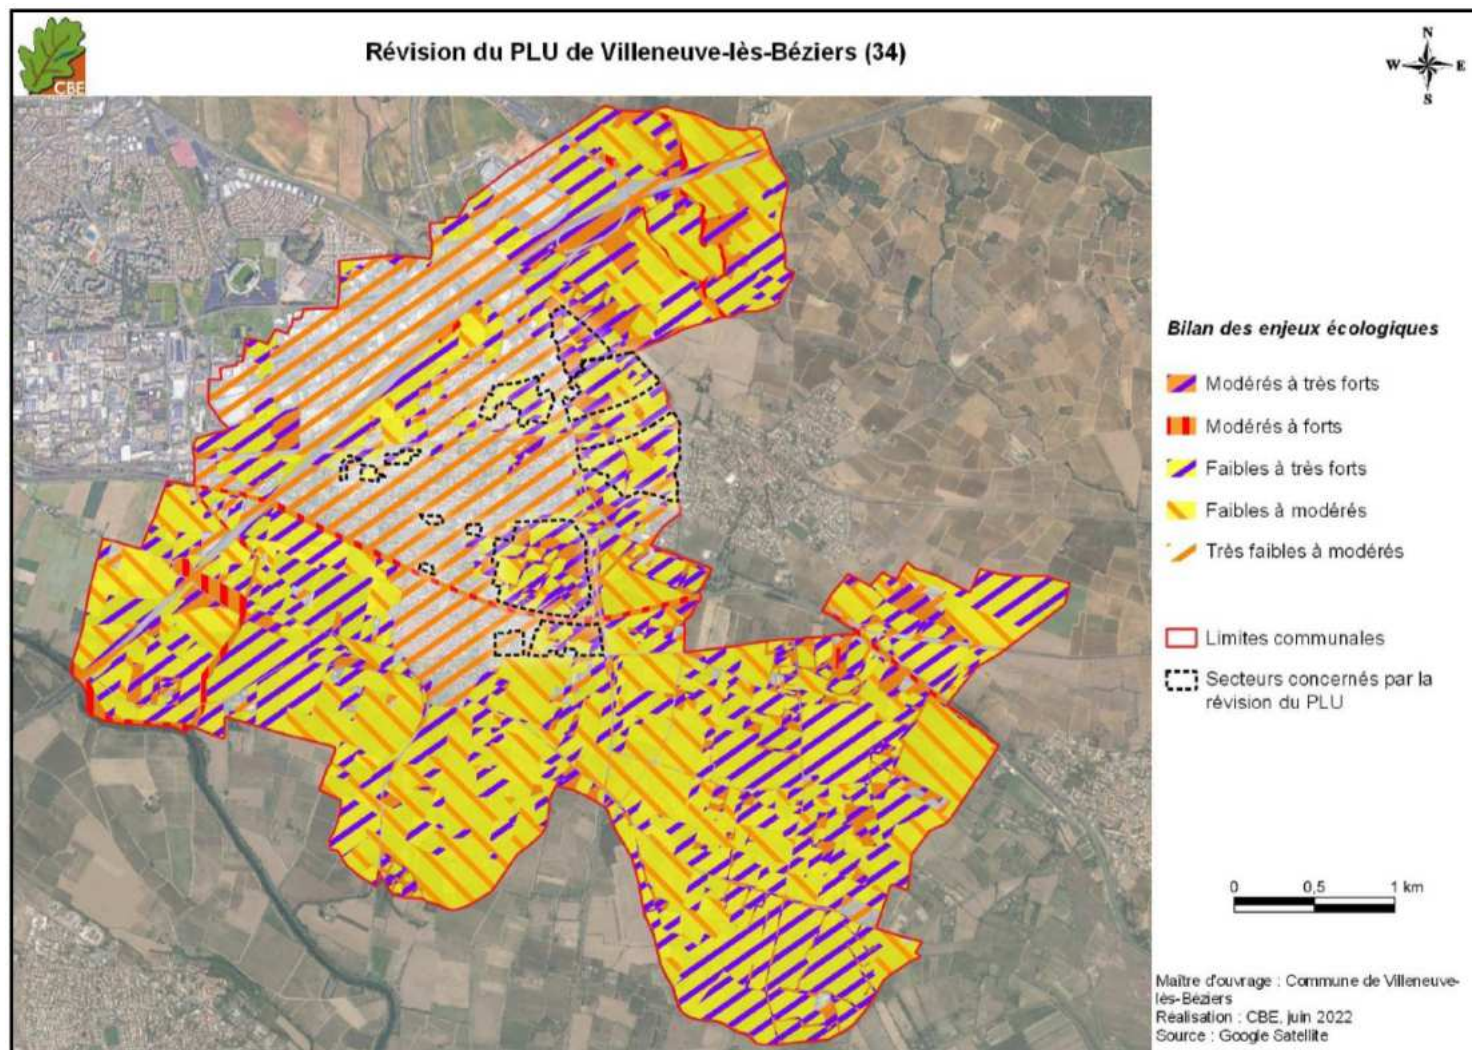 CBE
Révision du PLU de Villeneuve-lès-Béziers (34)
N
W E
S
Bilan des enjeux écologiques
Modérés à très forts
Modérés à forts
Faibles à très forts
Faibles à modérés
Très faibles à modérés
Limites communales
Secteurs concernés par la
révision du PLU
0 0,5 1 km
Maître d'ouvrage : Commune de Villeneuve-
lès-Béziers
Réalisation : CBE, juin 2022
Source : Google Satellite